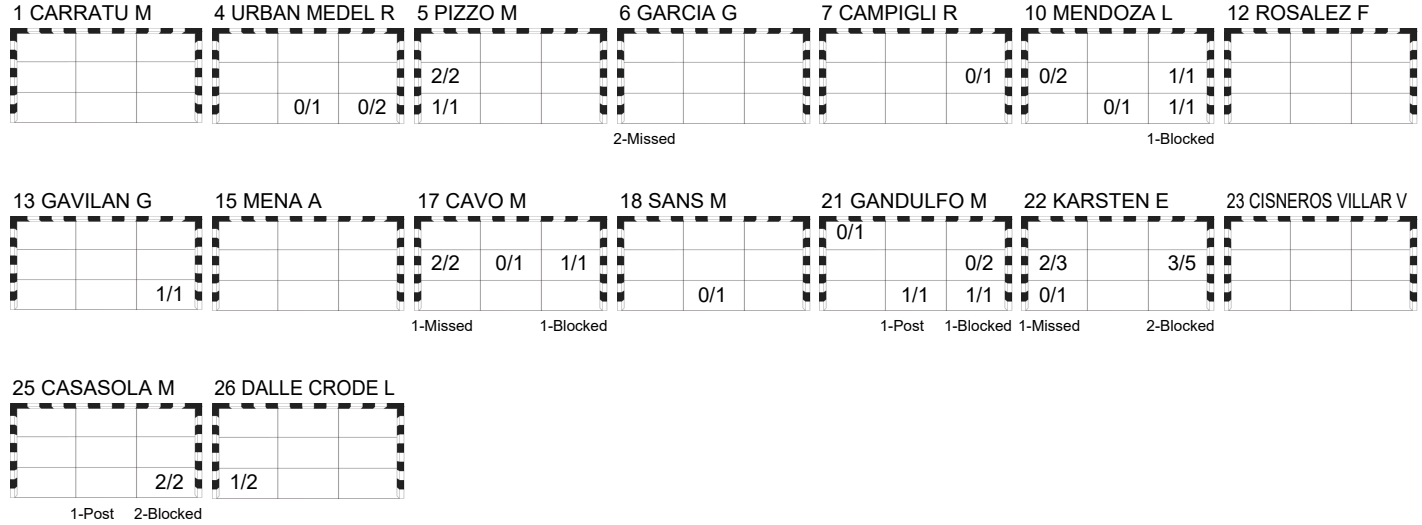 1 CARRATU M 4 URBAN MEDEL R 5 PIZZO M 6 GARCIA G 7 CAMPIGLI R 10 MENDOZA L 12 ROSALEZ F
2/2 0/1 0/2 1/1
0/1 0/2 1/1 0/1 1/1
2-Missed 1-Blocked
13 GAVILAN G 15 MENA A 17 CAVO M 18 SANS M 21 GANDULFO M 22 KARSTEN E 23 CISNEROS VILLAR V
0/1
2/2 0/1 1/1 0/2 2/3 3/5
1/1 0/1 1/1 1/1 0/1
1-Missed 1-Blocked 1-Post 1-Blocked 1-Missed 2-Blocked
25 CASASOLA M 26 DALLE CRODE L
2/2 1/2
1-Post 2-Blocked